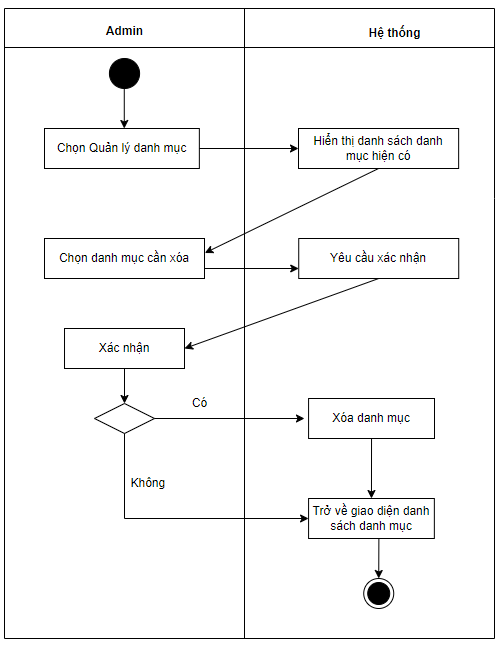 Admin
Hệ thống
Chọn Quản lý danh mục
Hiển thị danh sách danh
mục hiện có
Chọn danh mục cần xóa
Yêu cầu xác nhận
Xác nhận
Có
Xóa danh mục
Không
Trở về giao diện danh
sách danh mục